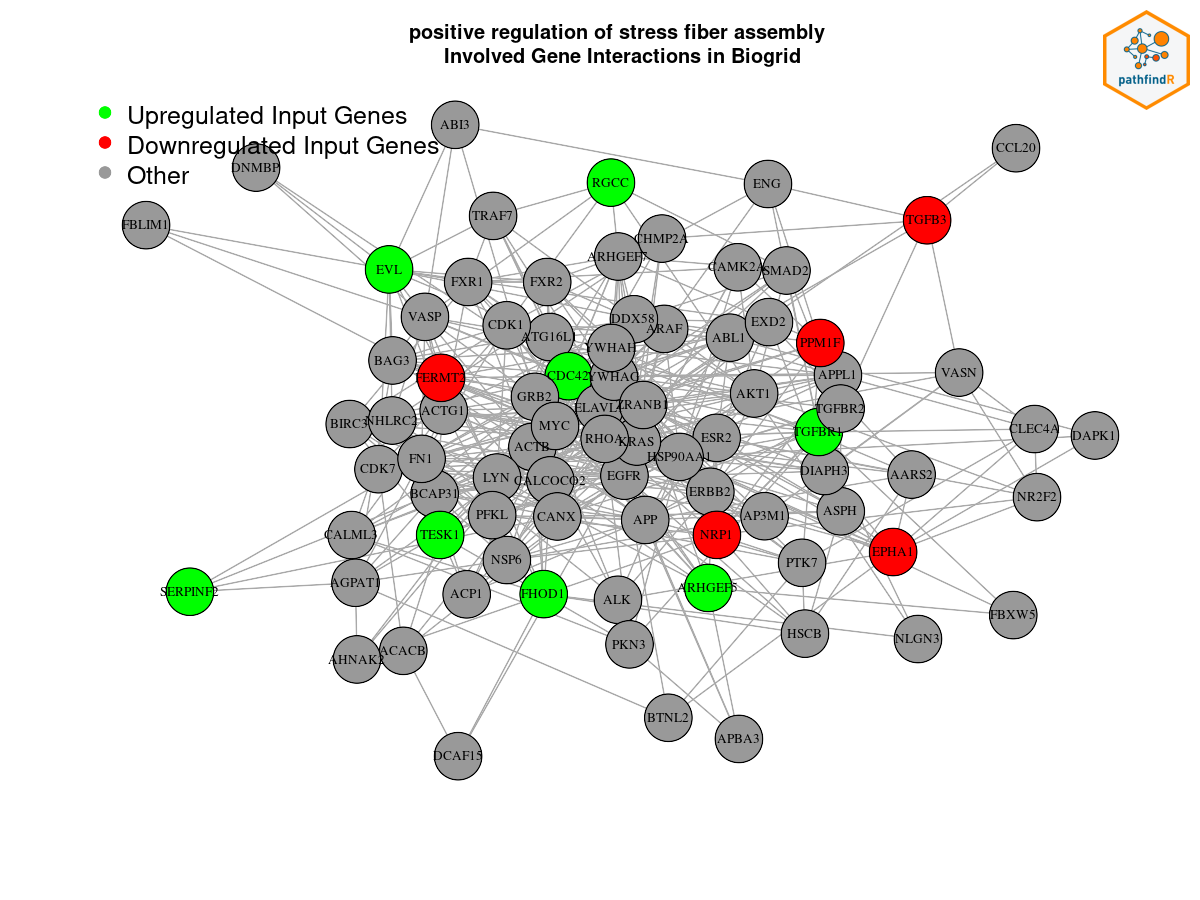 positive regulation of stress fiber assembly
Involved Gene Interactions in Biogrid
pathfindR
Upregulated Input Genes
Downregulated Input Genes
Other
ABI3
CCL20
DNMBP
RGCC
ENG
TRAF7
TGFB3
FBLIM1
CHMP2A
ARHGEF7
EVL
CAMK2A
SMAD2
FXR1
FXR2
VASP
DDX58
CDK1
ARAF
EXD2
ATG16L1
ABL1
PPM1F
YWHAH
BAG3
VASN
FERMT2
CDC42
YWHAG
APPL1
GRB2
AKT1
ACTG1
ELAVL1
ZRANB1
TGFBR2
BIRC3
NHLRC2
MYC
TGFBR1
CLEC4A
DAPK1
ACTB
RHOA
KRAS
ESR2
FN1
HSP90AA1
CDK7
DIAPH3
AARS2
LYN
CALCOCO2
EGFR
BCAP31
ERBB2
NR2F2
PFKL
CANX
APP
AP3M1
ASPH
CALML3
TESK1
NRP1
EPHA1
NSP6
PTK7
SERPINF2
AGPAT1
ACP1
FHOD1
ALK
ARHGEF5
FBXW5
HSCB
NLGN3
PKN3
AHNAK2
ACACB
BTNL2
APBA3
DCAF15